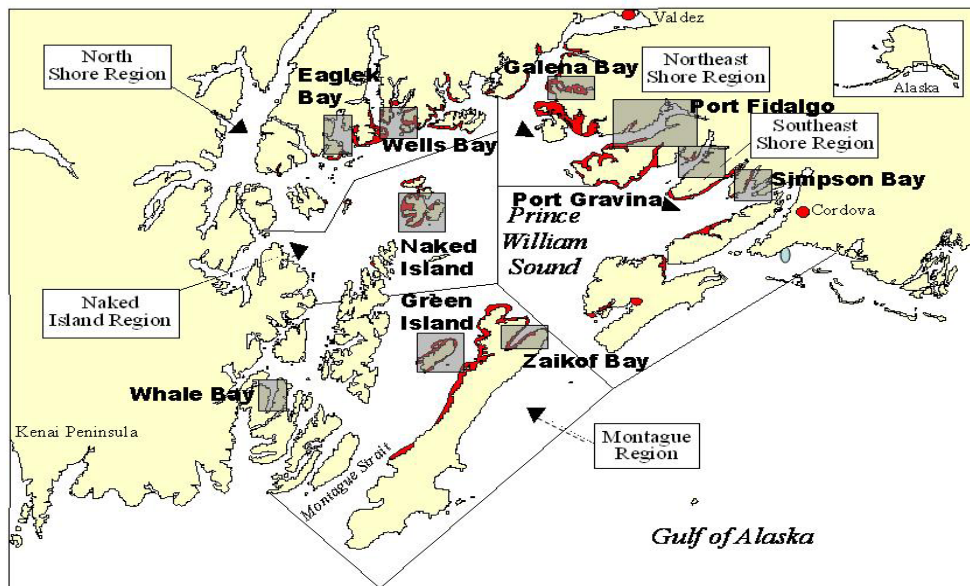 Valdez
North
Shore Region
Eaglek
Bay
Galena Bay
Northeast
Shore Region
Alaska
Port Fidalgo
Wells Bay
Southeast
Shore Region
Simpson Bay
Port Gravina
Cordova
Prince
William
Sound
Naked
Island
Naked
Island Region
Green
Island
Zaikof Bay
Whale Bay
Kenai Peninsula
Montague Strait
Montague
Region
Gulf of Alaska